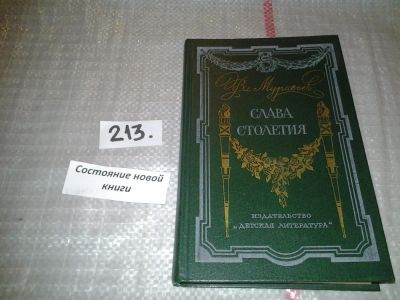 213.
Состояние новой
книги
Вл. Муравьев
СЛАВА
СТОЛЕТИЯ
ИЗДАТЕЛЬСТВО
„ДЕТСКАЯ ЛИТЕРАТУРА"